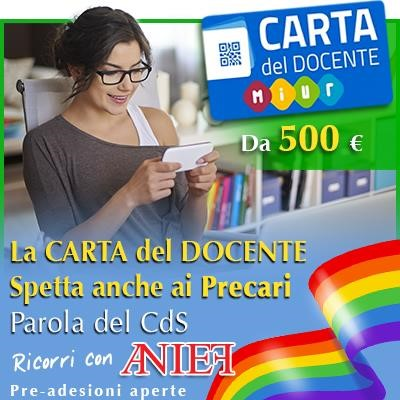 CARTA
del DOCENTE
MIUR
Da 500 €
La CARTA del DOCENTE
Spetta anche ai Precari
Parola del CdS
Ricorri con ANIEF
Pre-adesioni aperte